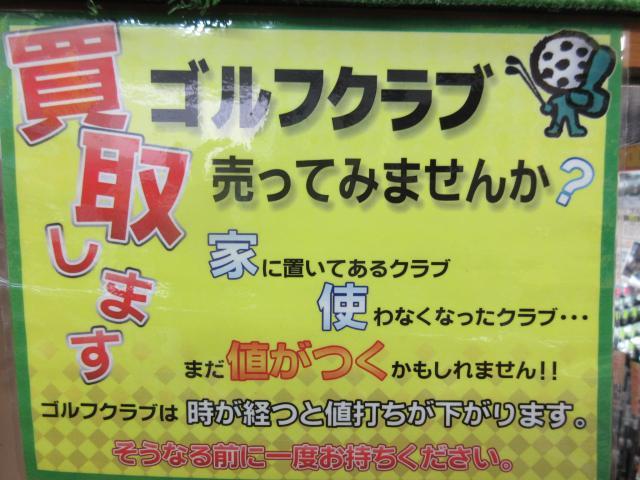 買取します
ゴルフクラブ
売ってみませんか?
家に置いてあるクラブ
使わなくなったクラブ･･･
まだ値がつくかもしれません!!
ゴルフクラブは時が経つと値打ちが下がります。
そうなる前に一度お持ちください。